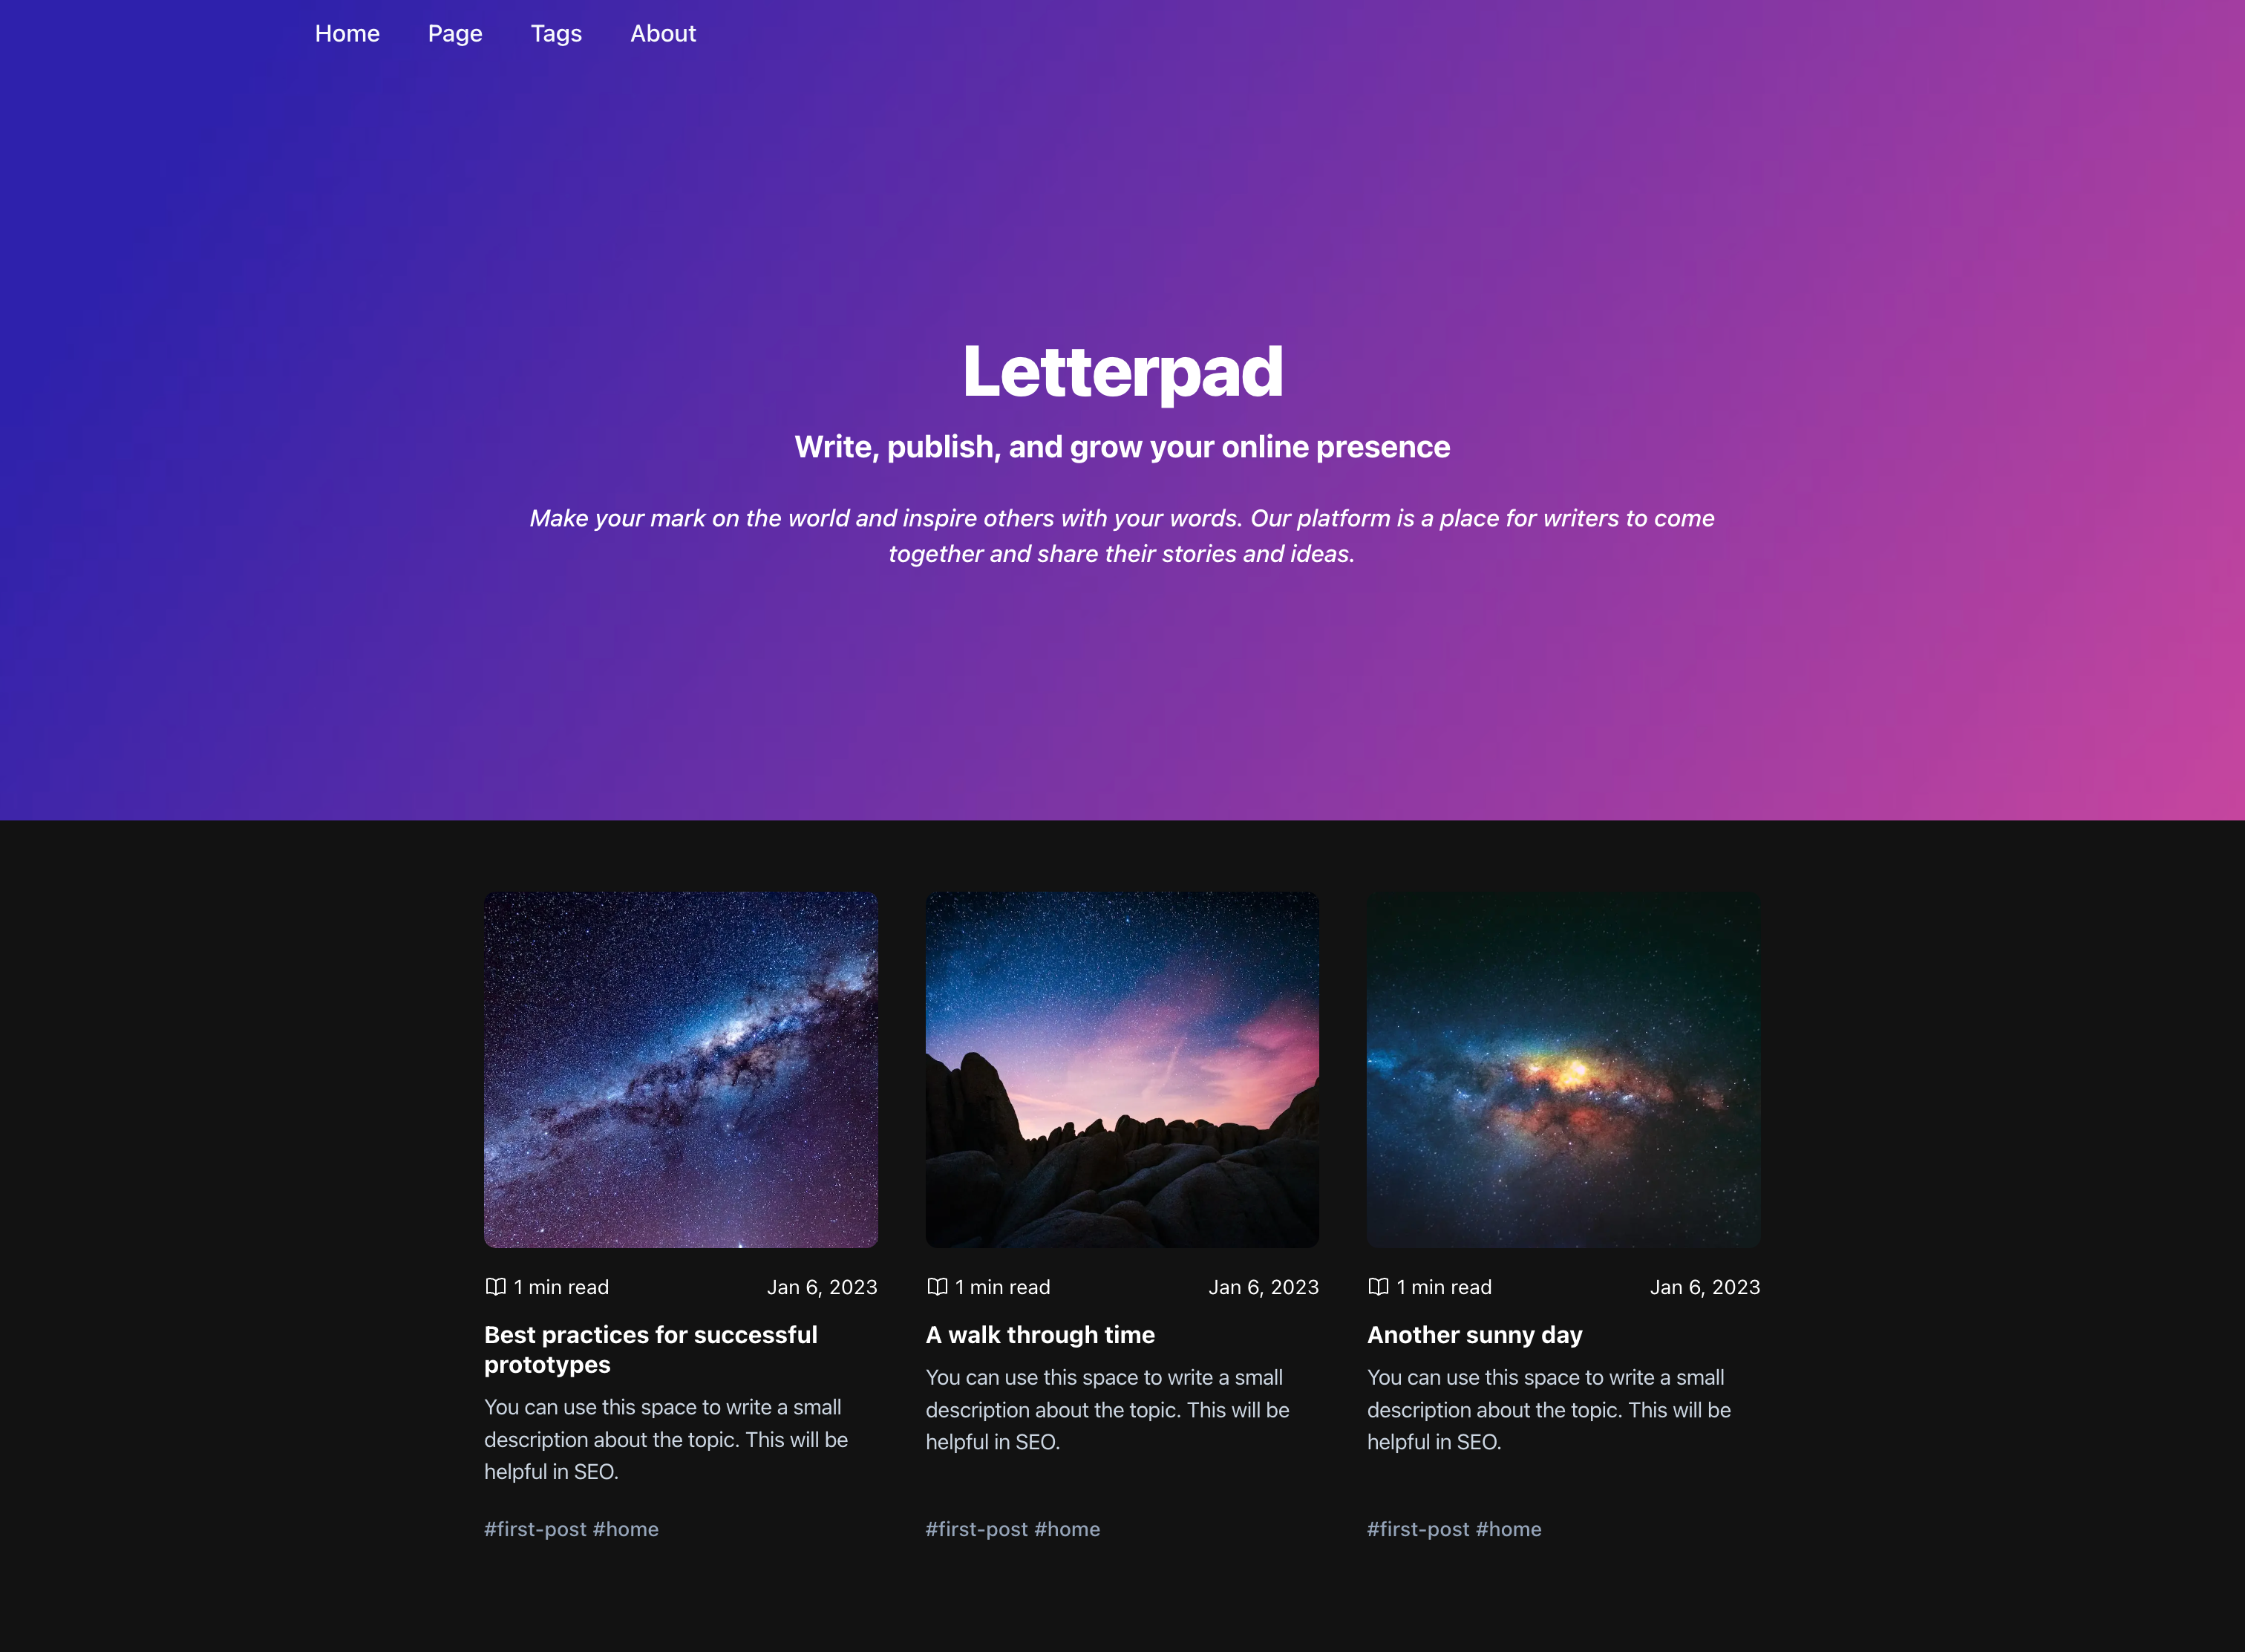 Home Page Tags About
Letterpad
Write, publish, and grow your online presence
Make your mark on the world and inspire others with your words. Our platform is a place for writers to come
together and share their stories and ideas.
1 min read Jan 6, 2023
Best practices for successful
prototypes
You can use this space to write a small
description about the topic. This will be
helpful in SEO.
#first-post #home
1 min read Jan 6, 2023
A walk through time
You can use this space to write a small
description about the topic. This will be
helpful in SEO.
#first-post #home
1 min read Jan 6, 2023
Another sunny day
You can use this space to write a small
description about the topic. This will be
helpful in SEO.
#first-post #home